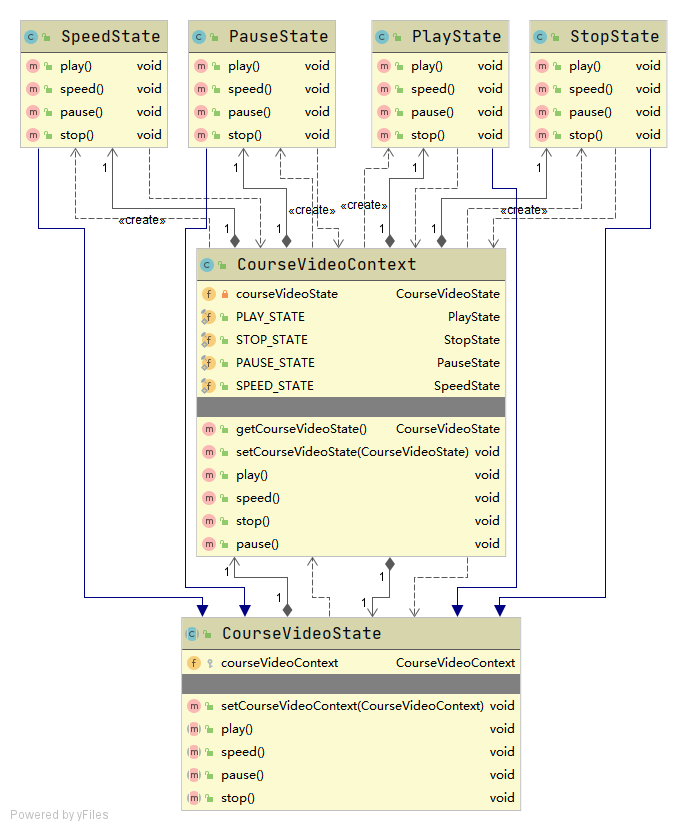 SpeedState
play() void
speed() void
pause() void
stop() void
PauseState
play() void
speed() void
pause() void
stop() void
PlayState
play() void
speed() void
pause() void
stop() void
StopState
play() void
speed() void
pause() void
stop() void
1
1
1
1
«create»
«create»
«create»
«create»
1
1
1
1
CourseVideoContext
courseVideoState CourseVideoState
PLAY_STATE PlayState
STOP_STATE StopState
PAUSE_STATE PauseState
SPEED_STATE SpeedState
getCourseVideoState() CourseVideoState
setCourseVideoState(CourseVideoState) void
play() void
speed() void
stop() void
pause() void
1
1
1
1
CourseVideoState
courseVideoContext CourseVideoContext
setCourseVideoContext(CourseVideoContext) void
play() void
speed() void
pause() void
stop() void
Powered by yFiles